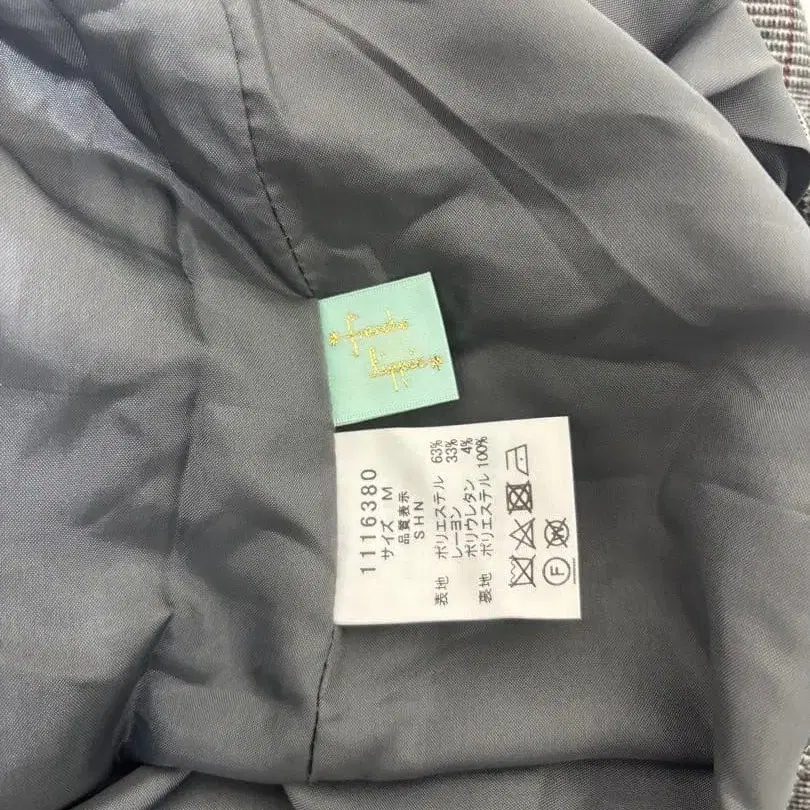 1116380
サイズ M
品質表示
SHN
表地 ポリエステル 63%
レーヨン 33%
ポリウレタン 4%
裏地 ポリエステル 100%
F